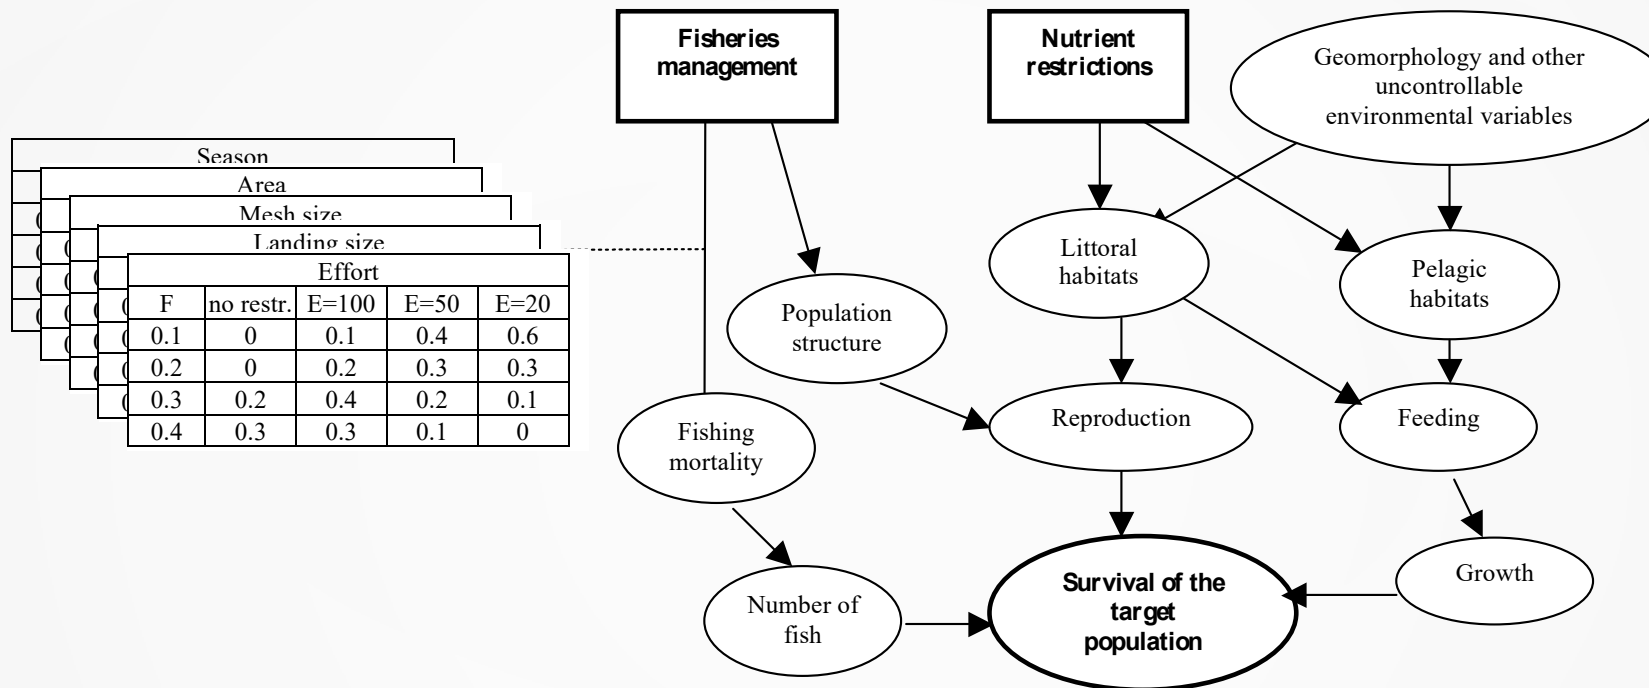 Fisheries
management
Nutrient
restrictions
Geomorphology and other
uncontrollable
environmental variables
Season
Area
Mesh size
Landing size
Effort
F no restr. E=100 E=50 E=20
0.1 0 0.1 0.4 0.6
0.2 0 0.2 0.3 0.3
0.3 0.2 0.4 0.2 0.1
0.4 0.3 0.3 0.1 0
Littoral
habitats
Pelagic
habitats
Population
structure
Reproduction
Feeding
Fishing
mortality
Growth
Number of
fish
Survival of the
target
population